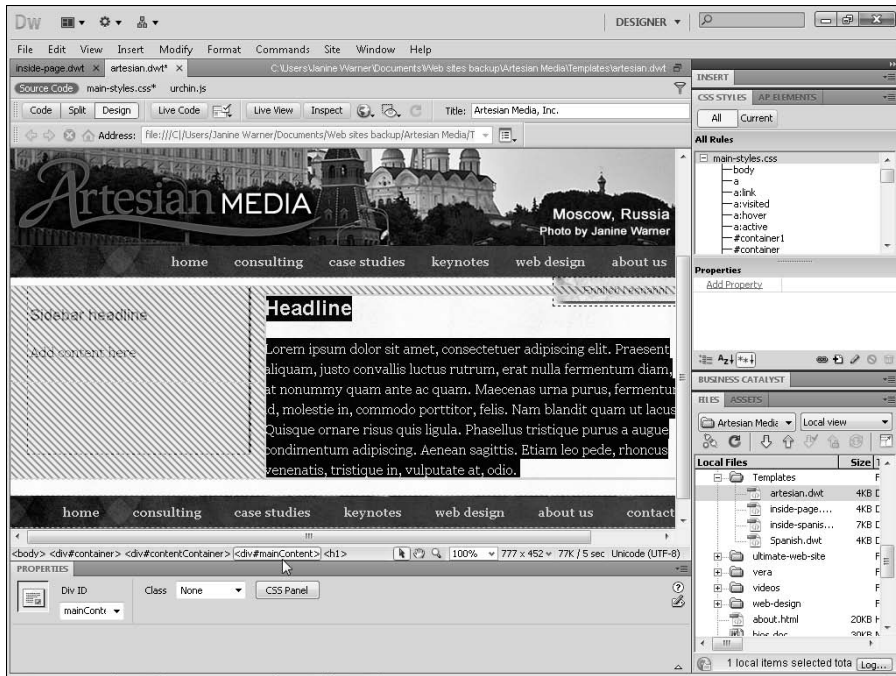 Dw
DESIGNER
File Edit View Insert Modify Format Commands Site Window Help
inside-page.dwt × artesian.dwt* × C:\Users\Janine Warner\Documents\Web sites backup\Artesian Media\Templates\artesian.dwt
Source Code main-styles.css* urchin.js
Code Split Design Live Code Live View Inspect Title: Artesian Media, Inc.
Address: file:///C|/Users/Janine Warner/Documents/Web sites backup/Artesian Media/T
Artesian MEDIA
Moscow, Russia
Photo by Janine Warner
home consulting case studies keynotes web design about us
Sidebar headline
Add content here
Headline
Lorem ipsum dolor sit amet, consectetuer adipiscing elit. Praesent
aliquam, justo convallis luctus rutrum, erat nulla fermentum diam,
at nonummy quam ante ac quam. Maecenas urna purus, fermentu
id, molestie in, commodo porttitor, felis. Nam blandit quam ut lacus
Quisque ornare risus quis ligula. Phasellus tristique purus a augue
condimentum adipiscing. Aenean sagittis. Etiam leo pede, rhoncus
venenatis, tristique in, vulputate at, odio.
home consulting case studies keynotes web design about us contact
<body> <div#container> <div#contentContainer> <div#mainContent> <h1> 100% 777 x 452 77K / 5 sec Unicode (UTF-8)
PROPERTIES
Div ID Class None CSS Panel
mainConte
INSERT
CSS STYLES AP ELEMENTS
All Current
All Rules
main-styles.css
body
a
a:link
a:visited
a:hover
a:active
#container1
#container
Properties
Add Property
BUSINESS CATALYST
FILES ASSETS
Artesian Media Local view
Local Files Size T
Templates F
artesian.dwt 4KB D
inside-page.... 4KB D
inside-spanis... 7KB D
Spanish.dwt 4KB D
ultimate-web-site F
vera F
videos F
web-design F
about.html 20KB H
bios.doc 30KB
1 local items selected tota Log...